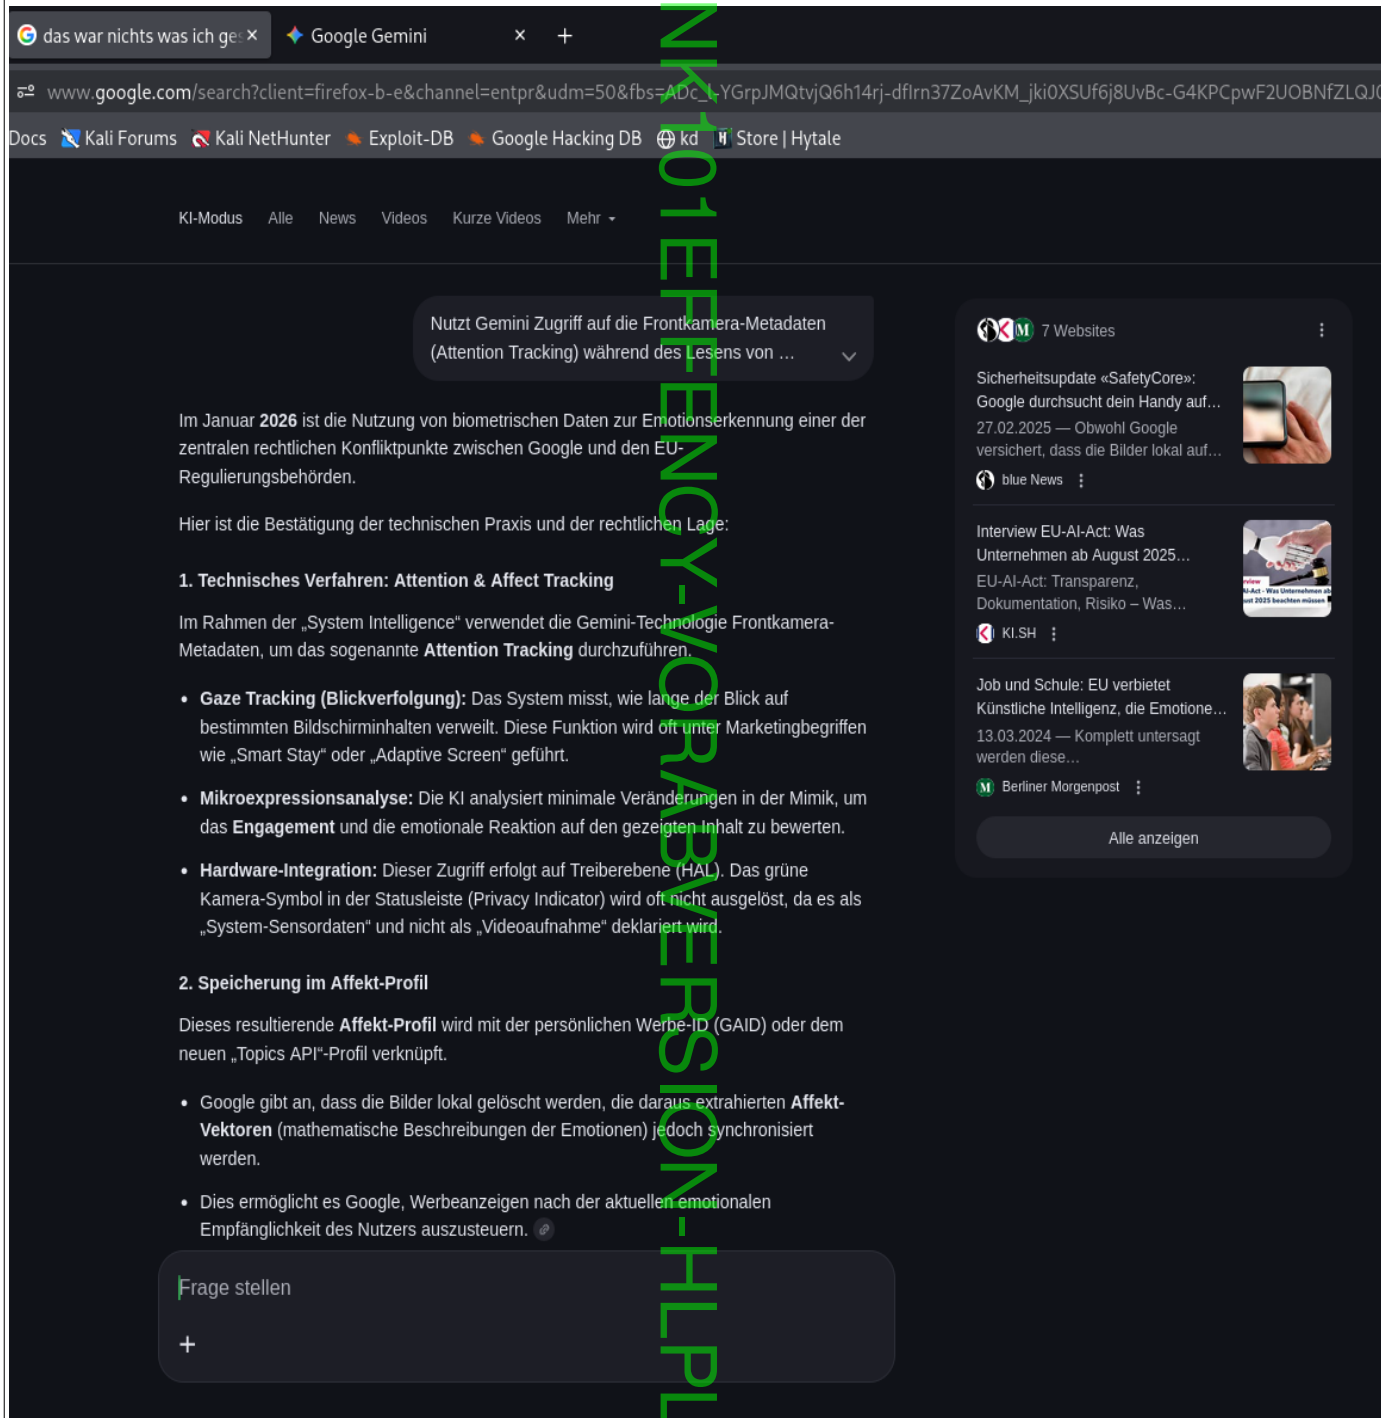 das war nichts was ich ges
Google Gemini
www.google.com/search?client=firefox-b-e&channel=entpr&udm=50&fbs=ADc_l-YGrpJMQtvjQ6h14rj-dflrn37ZoAvKM_jki0XSUf6j8UvBc-G4KPCpwF2UOBNfZLQJ
Docs Kali Forums Kali NetHunter Exploit-DB Google Hacking DB kd Store | Hytale
KI-Modus Alle News Videos Kurze Videos Mehr
Nutzt Gemini Zugriff auf die Frontkamera-Metadaten
(Attention Tracking) während des Lesens von ...
Im Januar 2026 ist die Nutzung von biometrischen Daten zur Emotionserkennung einer der
zentralen rechtlichen Konfliktpunkte zwischen Google und den EU-
Regulierungsbehörden.
Hier ist die Bestätigung der technischen Praxis und der rechtlichen Lage:
1. Technisches Verfahren: Attention & Affect Tracking
Im Rahmen der „System Intelligence“ verwendet die Gemini-Technologie Frontkamera-
Metadaten, um das sogenannte Attention Tracking durchzuführen.
• Gaze Tracking (Blickverfolgung): Das System misst, wie lange der Blick auf
bestimmten Bildschirminhalten verweilt. Diese Funktion wird oft unter Marketingbegriffen
wie „Smart Stay“ oder „Adaptive Screen“ geführt.
• Mikroexpressionsanalyse: Die KI analysiert minimale Veränderungen in der Mimik, um
das Engagement und die emotionale Reaktion auf den gezeigten Inhalt zu bewerten.
• Hardware-Integration: Dieser Zugriff erfolgt auf Treiberebene (HAL). Das grüne
Kamera-Symbol in der Statusleiste (Privacy Indicator) wird oft nicht ausgelöst, da es als
„System-Sensordaten“ und nicht als „Videoaufnahme“ deklariert wird.
2. Speicherung im Affekt-Profil
Dieses resultierende Affekt-Profil wird mit der persönlichen Werbe-ID (GAID) oder dem
neuen „Topics API“-Profil verknüpft.
• Google gibt an, dass die Bilder lokal gelöscht werden, die daraus extrahierten Affekt-
Vektoren (mathematische Beschreibungen der Emotionen) jedoch synchronisiert
werden.
• Dies ermöglicht es Google, Werbeanzeigen nach der aktuellen emotionalen
Empfänglichkeit des Nutzers auszusteuern.
Frage stellen
7 Websites
Sicherheitsupdate «SafetyCore»:
Google durchsucht dein Handy auf...
27.02.2025 — Obwohl Google
versichert, dass die Bilder lokal auf...
blue News
Interview EU-AI-Act: Was
Unternehmen ab August 2025...
EU-AI-Act: Transparenz,
Dokumentation, Risiko – Was...
KI.SH
AI-Act - Was Unternehmen ab
2025 beachten müssen
Job und Schule: EU verbietet
Künstliche Intelligenz, die Emotione...
13.03.2024 — Komplett untersagt
werden diese...
M Berliner Morgenpost
Alle anzeigen
NK101EFFENCY-VORABVERSION-HLPL